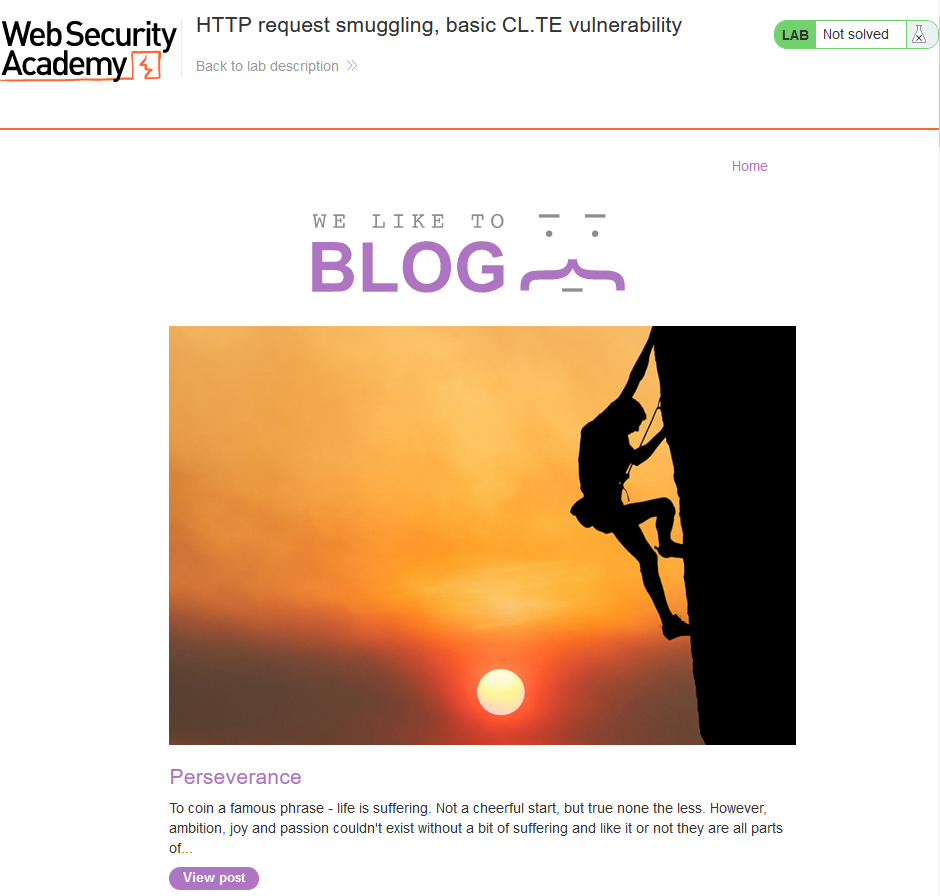 Web Security
Academy
HTTP request smuggling, basic CL.TE vulnerability
Back to lab description
LAB
Not solved
Home
WE LIKE TO
BLOG
Perseverance
To coin a famous phrase - life is suffering. Not a cheerful start, but true none the less. However,
ambition, joy and passion couldn't exist without a bit of suffering and like it or not they are all parts
of...
View post